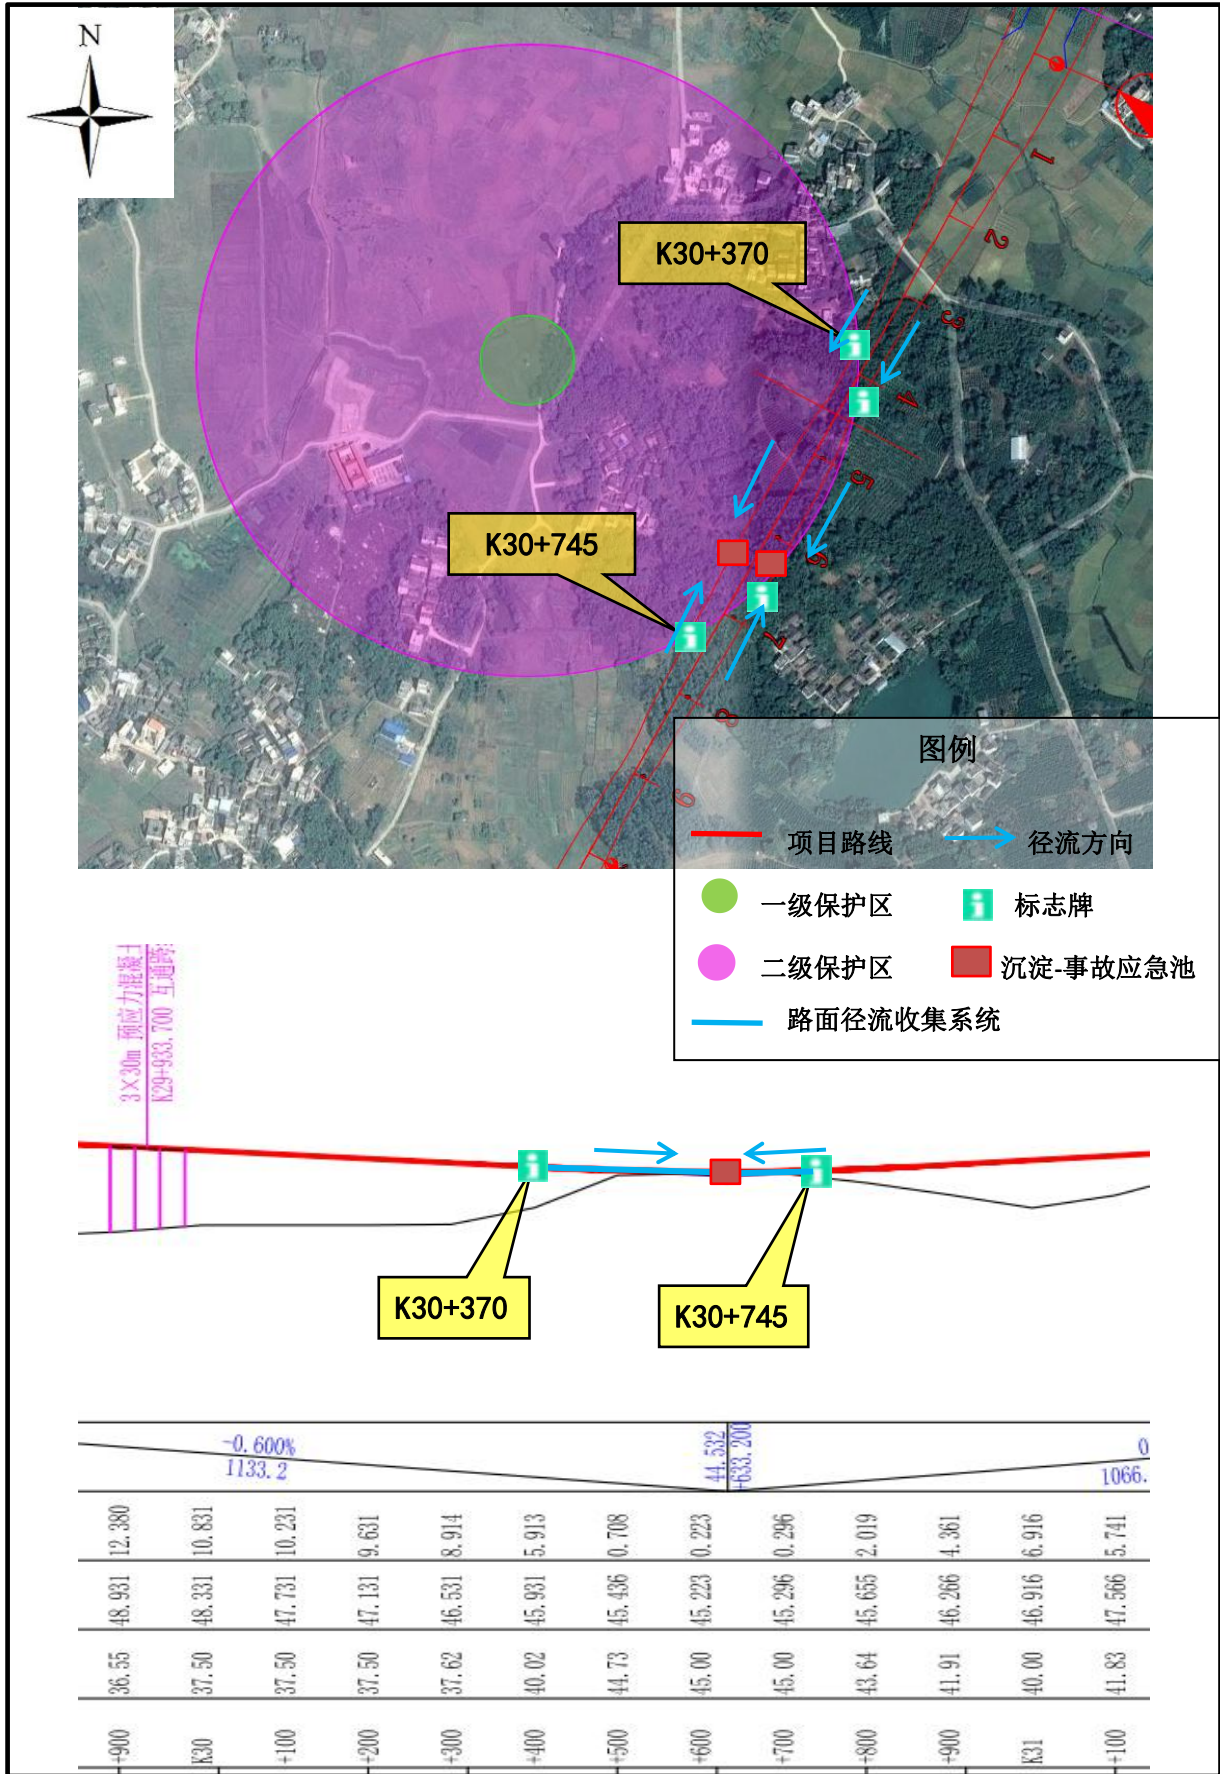 N
K30+370
K30+745
1
2
3
4
5
6
7
8
9
图例
项目路线
径流方向
一级保护区
标志牌
二级保护区
沉淀-事故应急池
路面径流收集系统
3×30m 预应力混凝土
K29+933.700 互通跨
K30+370
K30+745
-0.600%
1133.2
44.532
+633.200
0
1066.
12.380 10.831 10.231 9.631 8.914 5.913 0.708 0.223 0.296 2.019 4.361 6.916 5.741
48.931 48.331 47.731 47.131 46.531 45.931 45.436 45.223 45.296 45.655 46.266 46.916 47.566
36.55 37.50 37.50 37.50 37.62 40.02 44.73 45.00 45.00 43.64 41.91 40.00 41.83
+900 K30 +100 +200 +300 +400 +500 +600 +700 +800 +900 K31 +100